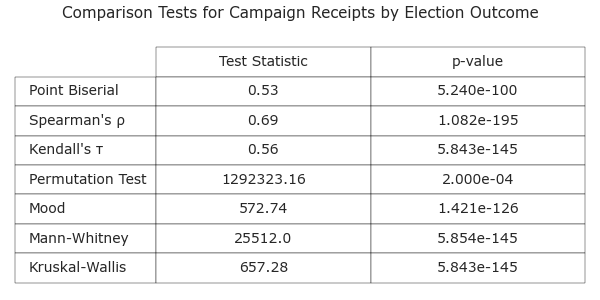 Comparison Tests for Campaign Receipts by Election Outcome
Test Statistic p-value
Point Biserial 0.53 5.240e-100
Spearman's ρ 0.69 1.082e-195
Kendall's τ 0.56 5.843e-145
Permutation Test 1292323.16 2.000e-04
Mood 572.74 1.421e-126
Mann-Whitney 25512.0 5.854e-145
Kruskal-Wallis 657.28 5.843e-145